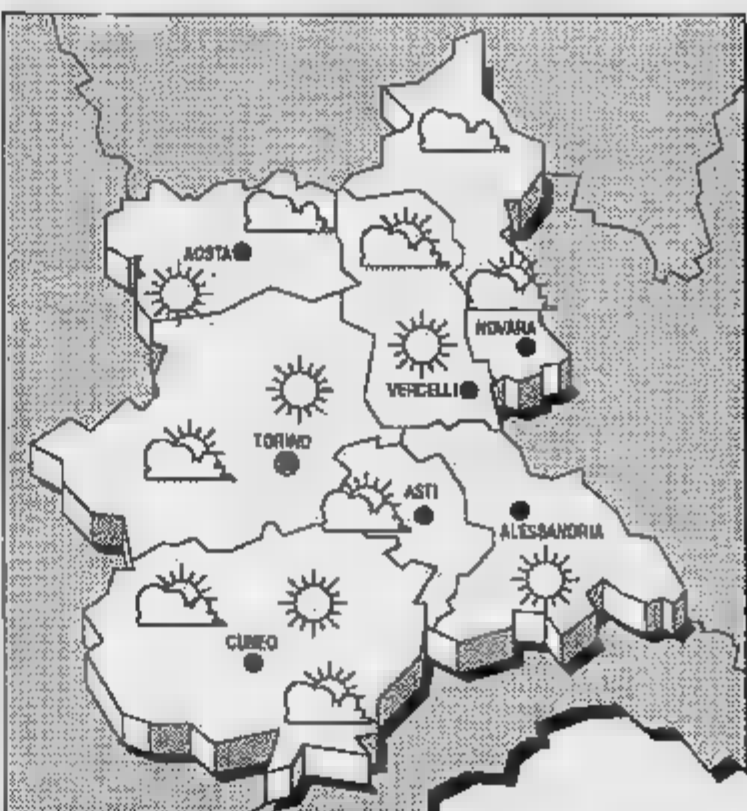 AOSTA
NOVARA
VERCELLI
TORINO
ASTI
ALESSANDRIA
CUNEO